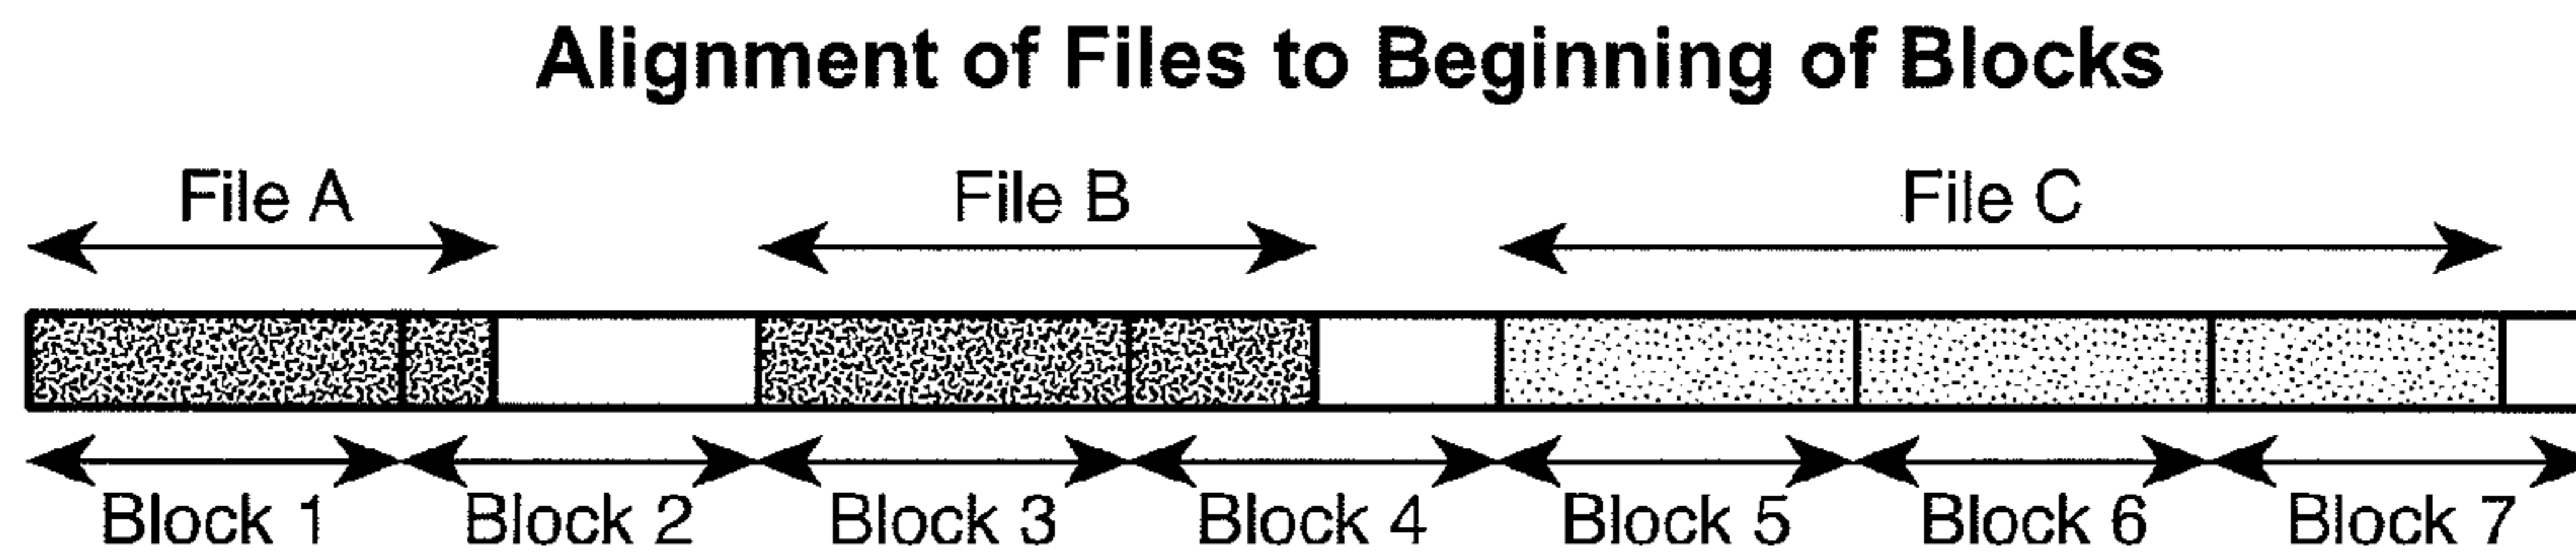 Alignment of Files to Beginning of Blocks
File A File B File C
Block 1 Block 2 Block 3 Block 4 Block 5 Block 6 Block 7